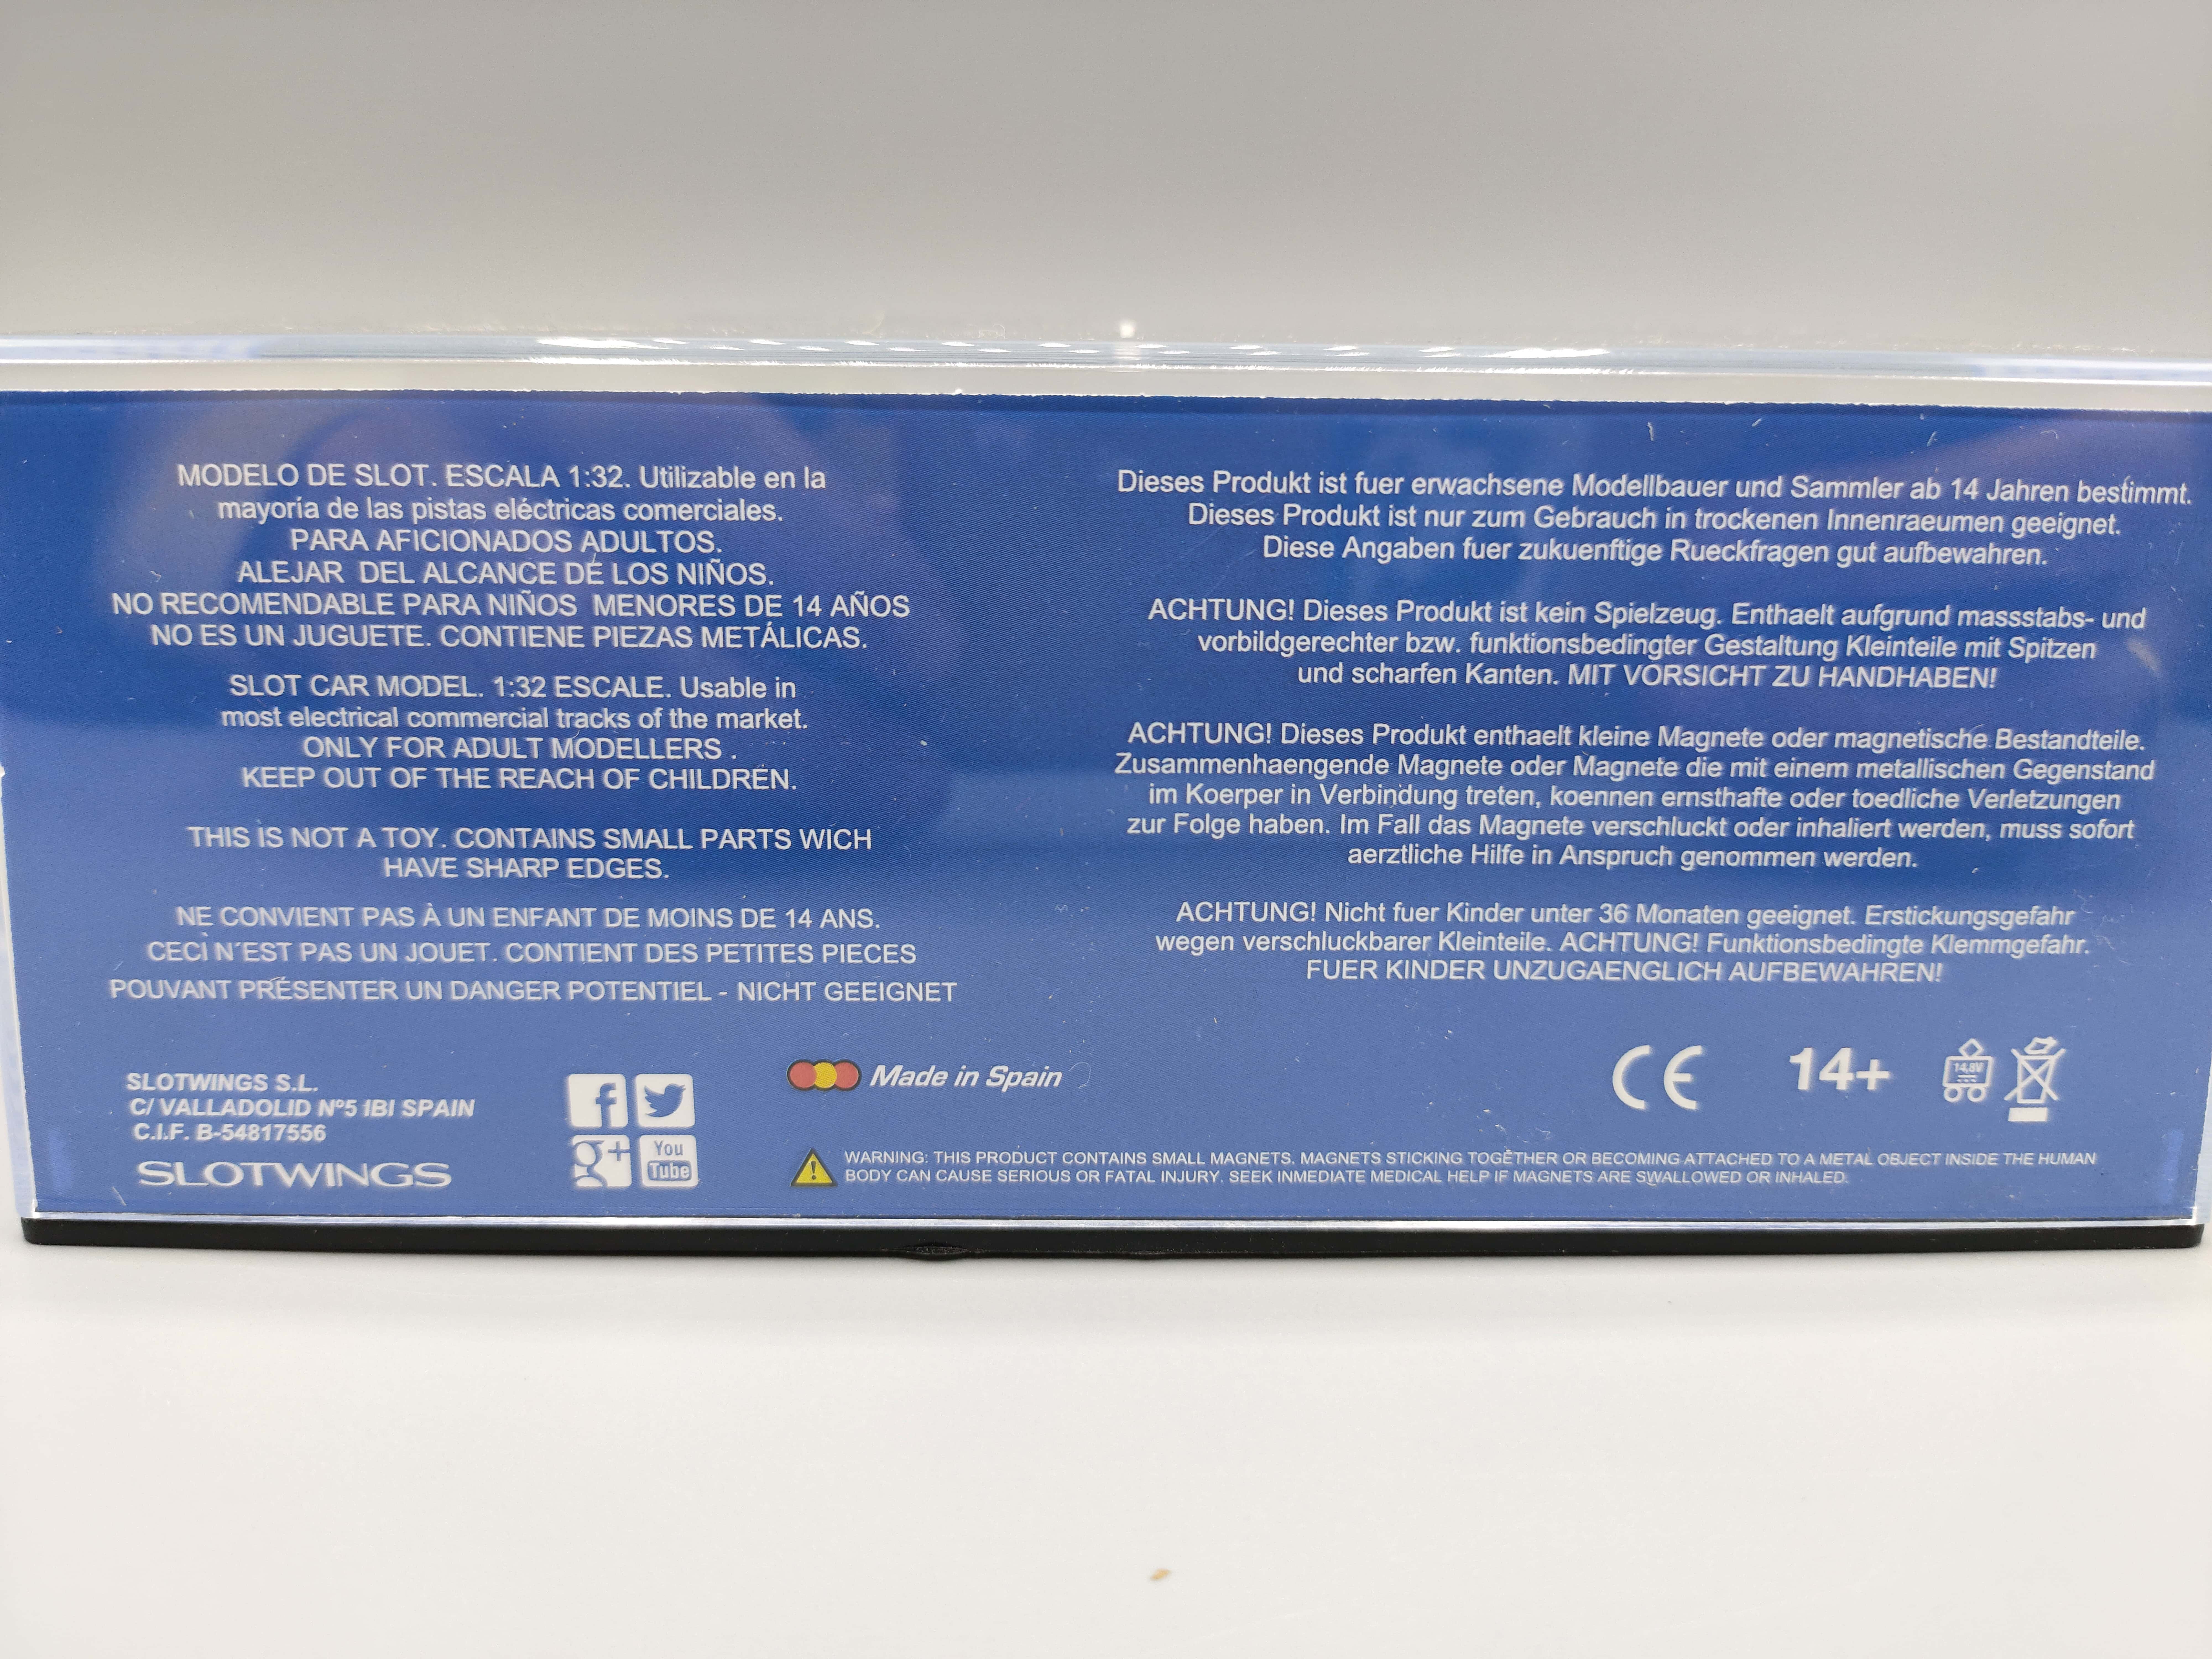 MODELO DE SLOT. ESCALA 1:32. Utilizable en la
mayoría de las pistas eléctricas comerciales.
PARA AFICIONADOS ADULTOS.
ALEJAR DEL ALCANCE DE LOS NIÑOS.
NO RECOMENDABLE PARA NIÑOS MENORES DE 14 AÑOS
NO ES UN JUGUETE. CONTIENE PIEZAS METÁLICAS.
SLOT CAR MODEL. 1:32 ESCALE. Usable in
most electrical commercial tracks of the market.
ONLY FOR ADULT MODELLERS .
KEEP OUT OF THE REACH OF CHILDREN.
THIS IS NOT A TOY. CONTAINS SMALL PARTS WICH
HAVE SHARP EDGES.
NE CONVIENT PAS À UN ENFANT DE MOINS DE 14 ANS.
CECI N´EST PAS UN JOUET. CONTIENT DES PETITES PIECES
POUVANT PRÉSENTER UN DANGER POTENTIEL - NICHT GEEIGNET
Dieses Produkt ist fuer erwachsene Modellbauer und Sammler ab 14 Jahren bestimmt.
Dieses Produkt ist nur zum Gebrauch in trockenen Innenraeumen geeignet.
Diese Angaben fuer zukuenftige Rueckfragen gut aufbewahren.
ACHTUNG! Dieses Produkt ist kein Spielzeug. Enthaelt aufgrund massstabs- und
vorbildgerechter bzw. funktionsbedingter Gestaltung Kleinteile mit Spitzen
und scharfen Kanten. MIT VORSICHT ZU HANDHABEN!
ACHTUNG! Dieses Produkt enthaelt kleine Magnete oder magnetische Bestandteile.
Zusammenhaengende Magnete oder Magnete die mit einem metallischen Gegenstand
im Koerper in Verbindung treten, koennen ernsthafte oder toedliche Verletzungen
zur Folge haben. Im Fall das Magnete verschluckt oder inhaliert werden, muss sofort
aerztliche Hilfe in Anspruch genommen werden.
ACHTUNG! Nicht fuer Kinder unter 36 Monaten geeignet. Erstickungsgefahr
wegen verschluckbarer Kleinteile. ACHTUNG! Funktionsbedingte Klemmgefahr.
FUER KINDER UNZUGAENGLICH AUFBEWAHREN!
SLOTWINGS S.L.
C/ VALLADOLID Nº5 IBI SPAIN
C.I.F. B-54817556
SLOTWINGS
f
g+
You
Tube
Made in Spain
CE
14+
14,8V
WARNING: THIS PRODUCT CONTAINS SMALL MAGNETS. MAGNETS STICKING TOGETHER OR BECOMING ATTACHED TO A METAL OBJECT INSIDE THE HUMAN
BODY CAN CAUSE SERIOUS OR FATAL INJURY. SEEK INMEDIATE MEDICAL HELP IF MAGNETS ARE SWALLOWED OR INHALED.